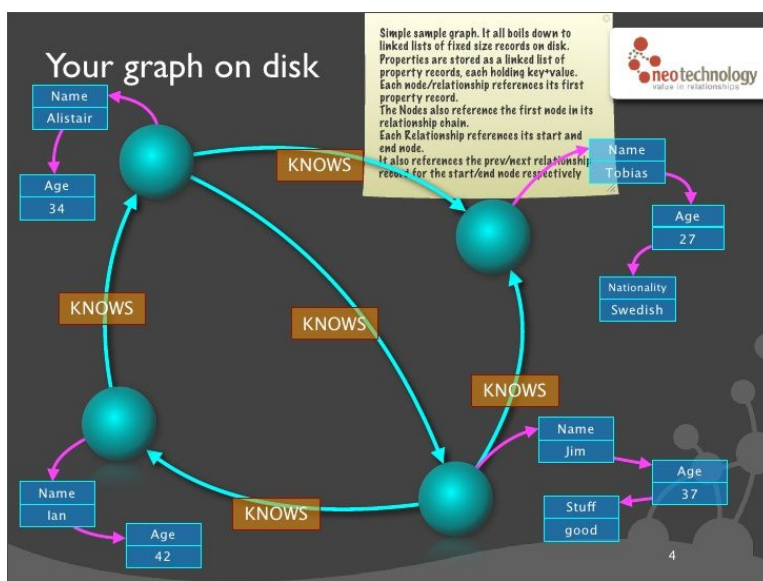 Your graph on disk
Simple sample graph. It all boils down to
linked lists of fixed size records on disk.
Properties are stored as a linked list of
property records, each holding key+value.
Each node/relationship references its first
property record.
The Nodes also reference the first node in its
relationship chain.
Each Relationship references its start and
end node.
It also references the prev/next relationship
record for the start/end node respectively
neotechnology
value in relationships
Name
Alistair
Age
34
KNOWS
Name
Tobias
Age
27
Nationality
Swedish
KNOWS
KNOWS
KNOWS
Name
Jim
Age
37
Stuff
good
Name
Ian
Age
42
KNOWS
4